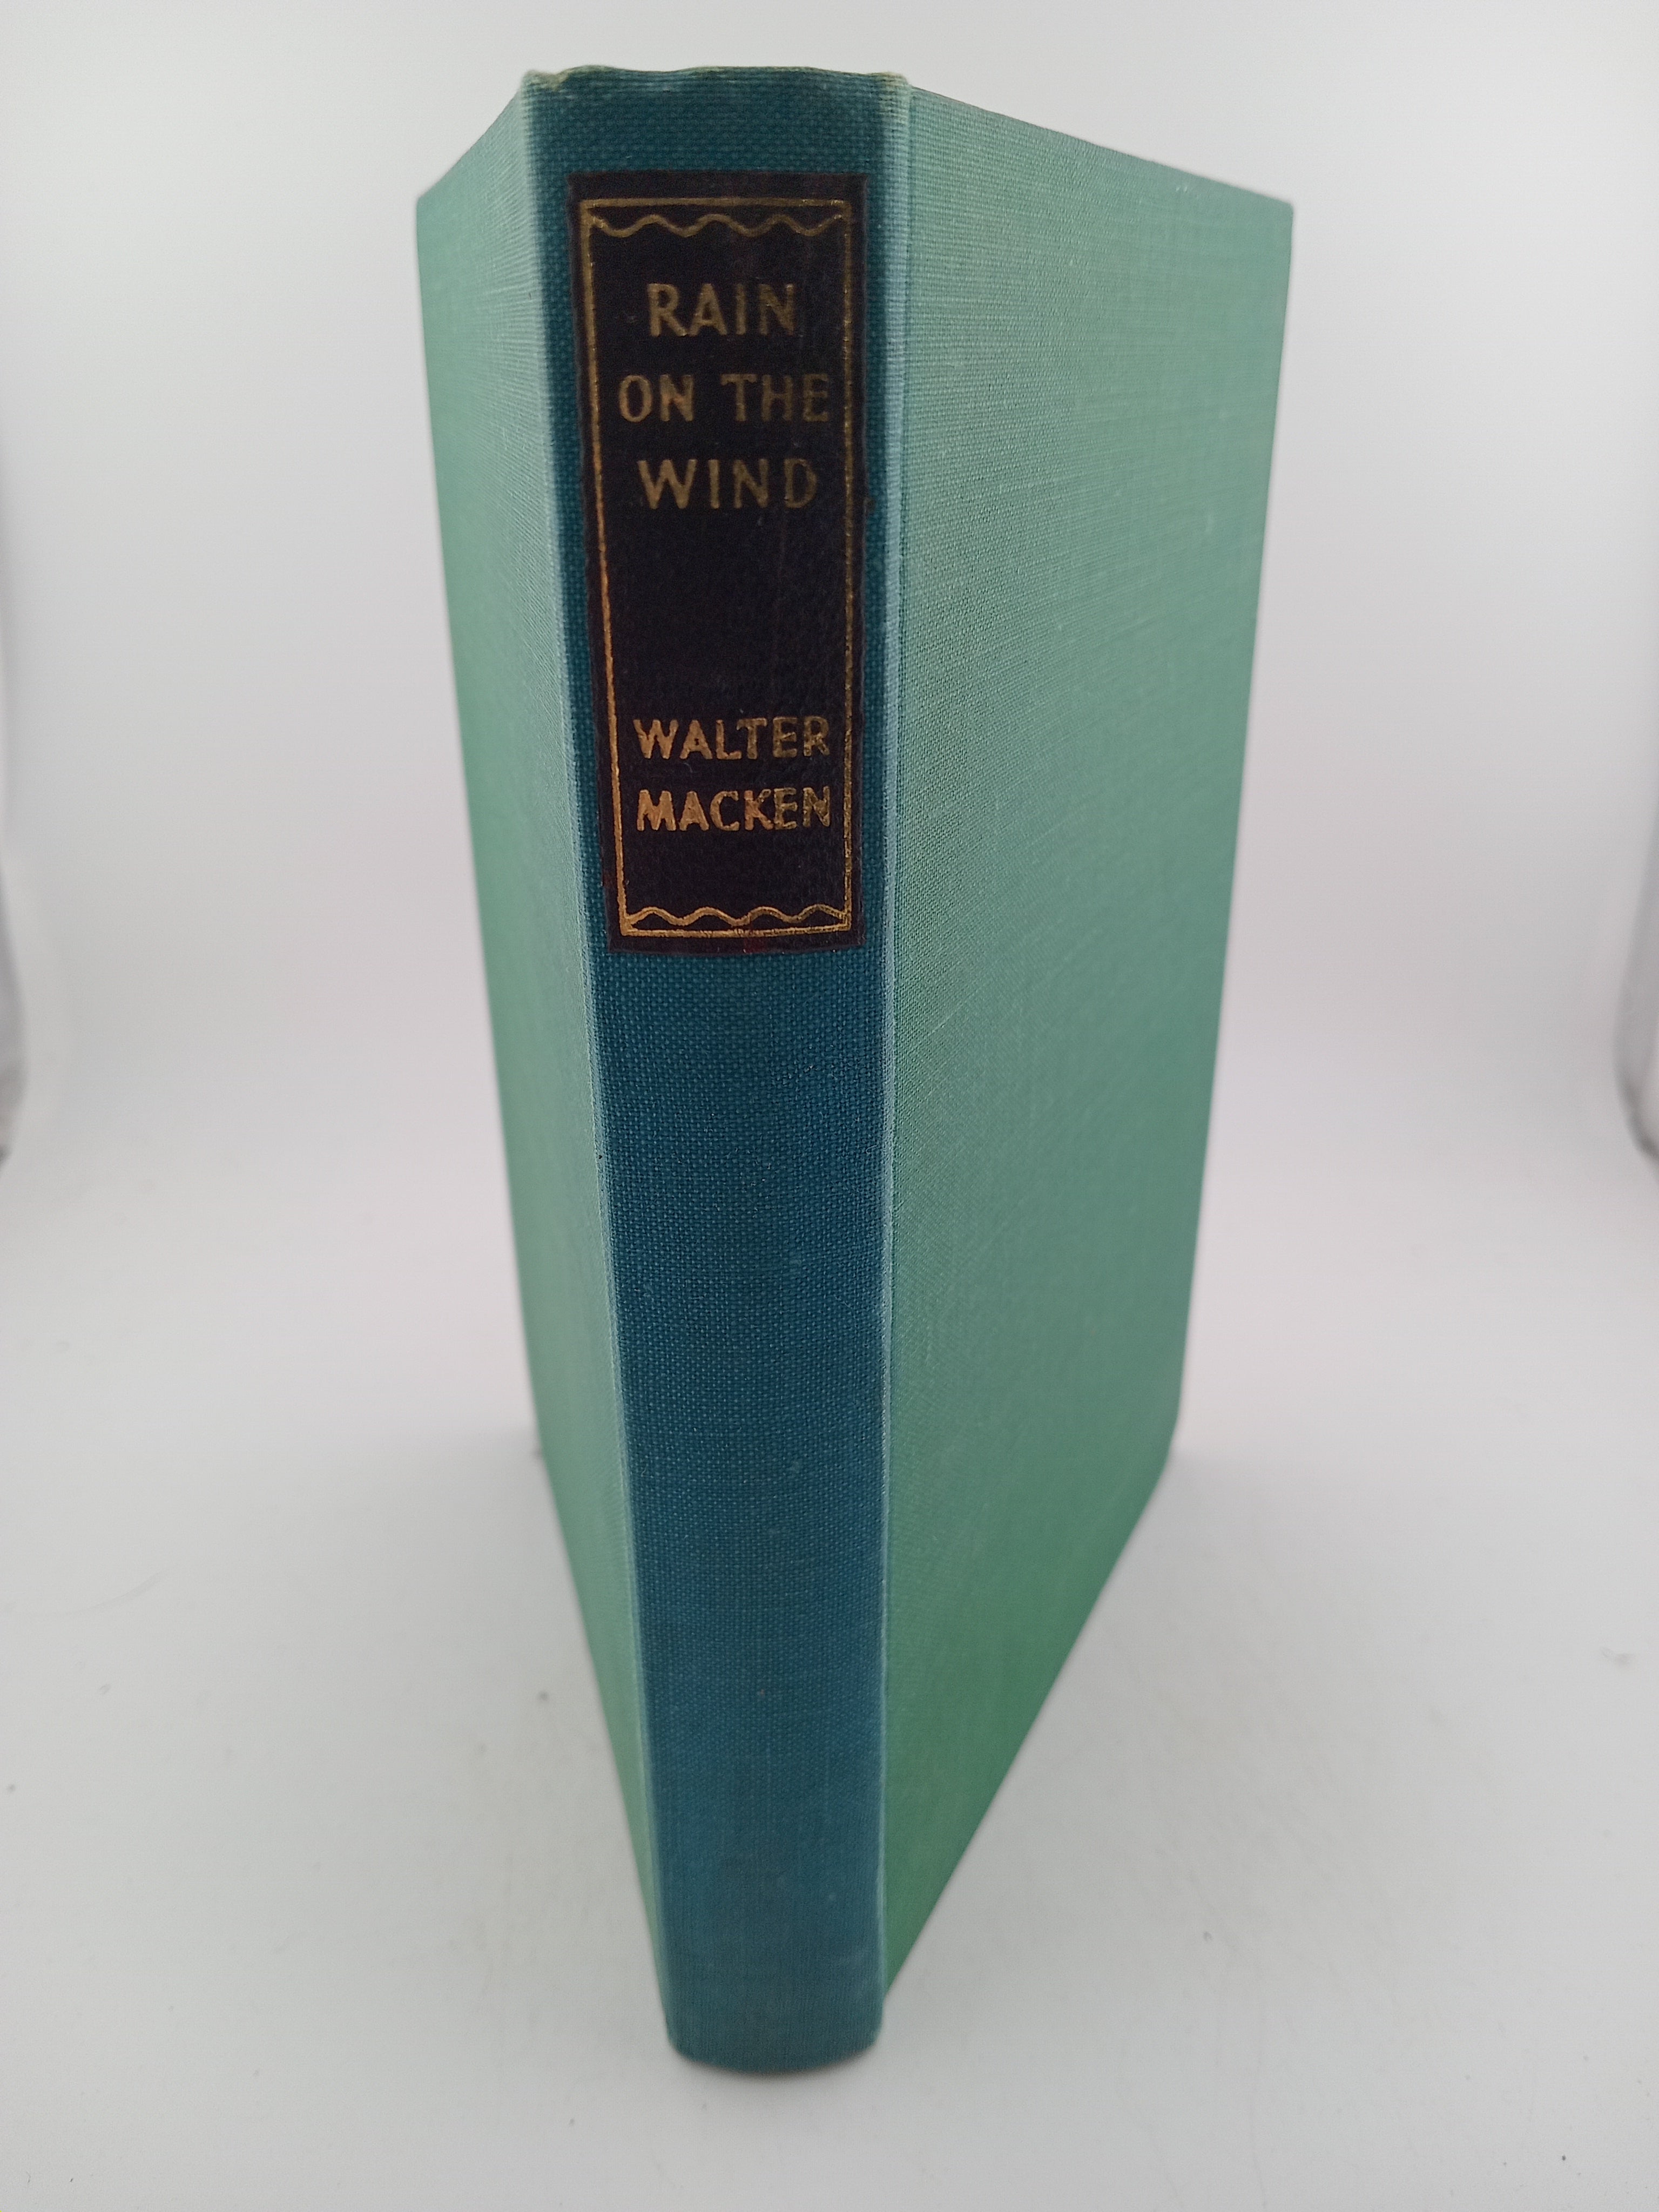 RAIN
ON THE
WIND
WALTER
MACKEN